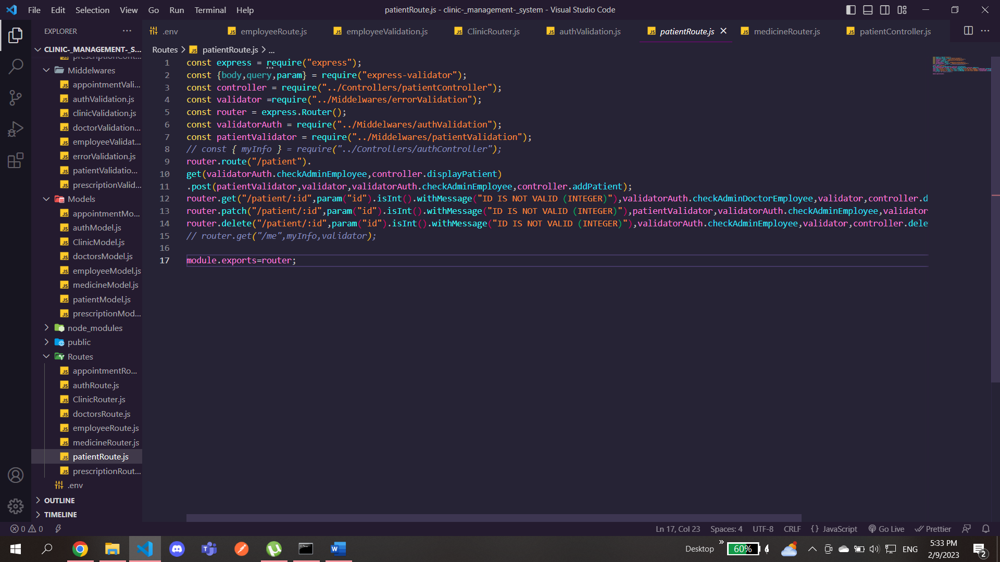 File Edit Selection View Go Run Terminal Help
patientRoute.js - clinic-_management-_system - Visual Studio Code
EXPLORER
.env
employeeRoute.js
employeeValidation.js
ClinicRouter.js
authValidation.js
patientRoute.js
medicineRouter.js
patientController.js
CLINIC-_MANAGEMENT-_S...
prescriptionCont...
Middelwares
appointmentVali...
authValidation.js
clinicValidation.js
doctorValidation...
employeeValidat...
errorValidation.js
patientValidatio...
prescriptionValid...
Models
appointmentMo...
authModel.js
ClinicModel.js
doctorsModel.js
employeeModel.js
medicineModel.js
patientModel.js
prescriptionMod...
node_modules
public
Routes
appointmentRo...
authRoute.js
ClinicRouter.js
doctorsRoute.js
employeeRoute.js
medicineRouter.js
patientRoute.js
prescriptionRout...
.env
OUTLINE
TIMELINE
Routes > JS patientRoute.js > ...
1 const express = require("express");
2 const {body,query,param} = require("express-validator");
3 const controller = require("../Controllers/patientController");
4 const validator =require("../Middelwares/errorValidation");
5 const router = express.Router();
6 const validatorAuth = require("../Middelwares/authValidation");
7 const patientValidator = require("../Middelwares/patientValidation");
8 // const { myInfo } = require("../Controllers/authController");
9 router.route("/patient").
10 get(validatorAuth.checkAdminEmployee,controller.displayPatient)
11 .post(patientValidator,validator,validatorAuth.checkAdminEmployee,controller.addPatient);
12 router.get("/patient/:id",param("id").isInt().withMessage("ID IS NOT VALID (INTEGER)"),validatorAuth.checkAdminDoctorEmployee,validator,controller.d
13 router.patch("/patient/:id",param("id").isInt().withMessage("ID IS NOT VALID (INTEGER)"),patientValidator,validatorAuth.checkAdminEmployee,validator
14 router.delete("/patient/:id",param("id").isInt().withMessage("ID IS NOT VALID (INTEGER)"),validatorAuth.checkAdminEmployee,validator,controller.dele
15 // router.get("/me",myInfo,validator);
16
17 module.exports=router;
0 0
Ln 17, Col 23 Spaces: 4 UTF-8 CRLF {} JavaScript Go Live Prettier
Desktop » 60% ENG
5:33 PM
2/9/2023
2